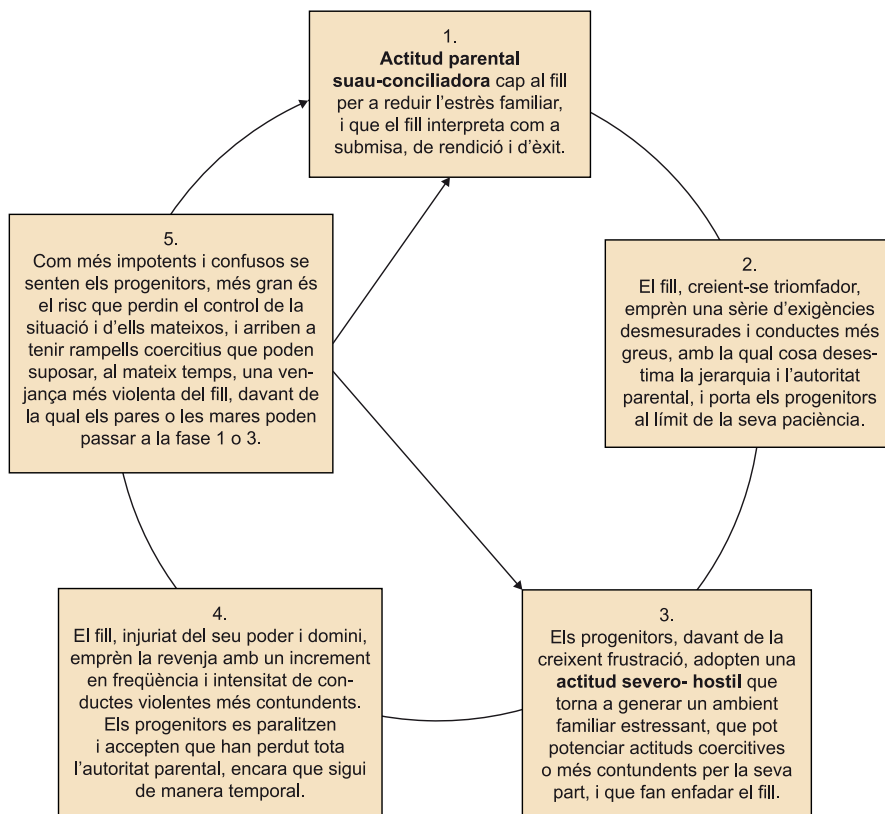 1.
Actitud parental
suau-conciliadora cap al fill
per a reduir l'estrès familiar,
i que el fill interpreta com a
submisa, de rendició i d'èxit.
2.
El fill, creient-se triomfador,
emprèn una sèrie d'exigències
desmesurades i conductes més
greus, amb la qual cosa deses-
tima la jerarquia i l'autoritat
parental, i porta els progenitors
al límit de la seva paciència.
3.
Els progenitors, davant de la
creixent frustració, adopten una
actitud severo- hostil que
torna a generar un ambient
familiar estressant, que pot
potenciar actituds coercitives
o més contundents per la seva
part, i que fan enfadar el fill.
4.
El fill, injuriat del seu poder i domini,
emprèn la revenja amb un increment
en freqüència i intensitat de con-
ductes violentes més contundents.
Els progenitors es paralitzen
i accepten que han perdut tota
l'autoritat parental, encara que sigui
de manera temporal.
5.
Com més impotents i confusos se
senten els progenitors, més gran és
el risc que perdin el control de la
situació i d'ells mateixos, i arriben a
tenir rampells coercitius que poden
suposar, al mateix temps, una ven-
jança més violenta del fill, davant de
la qual els pares o les mares poden
passar a la fase 1 o 3.